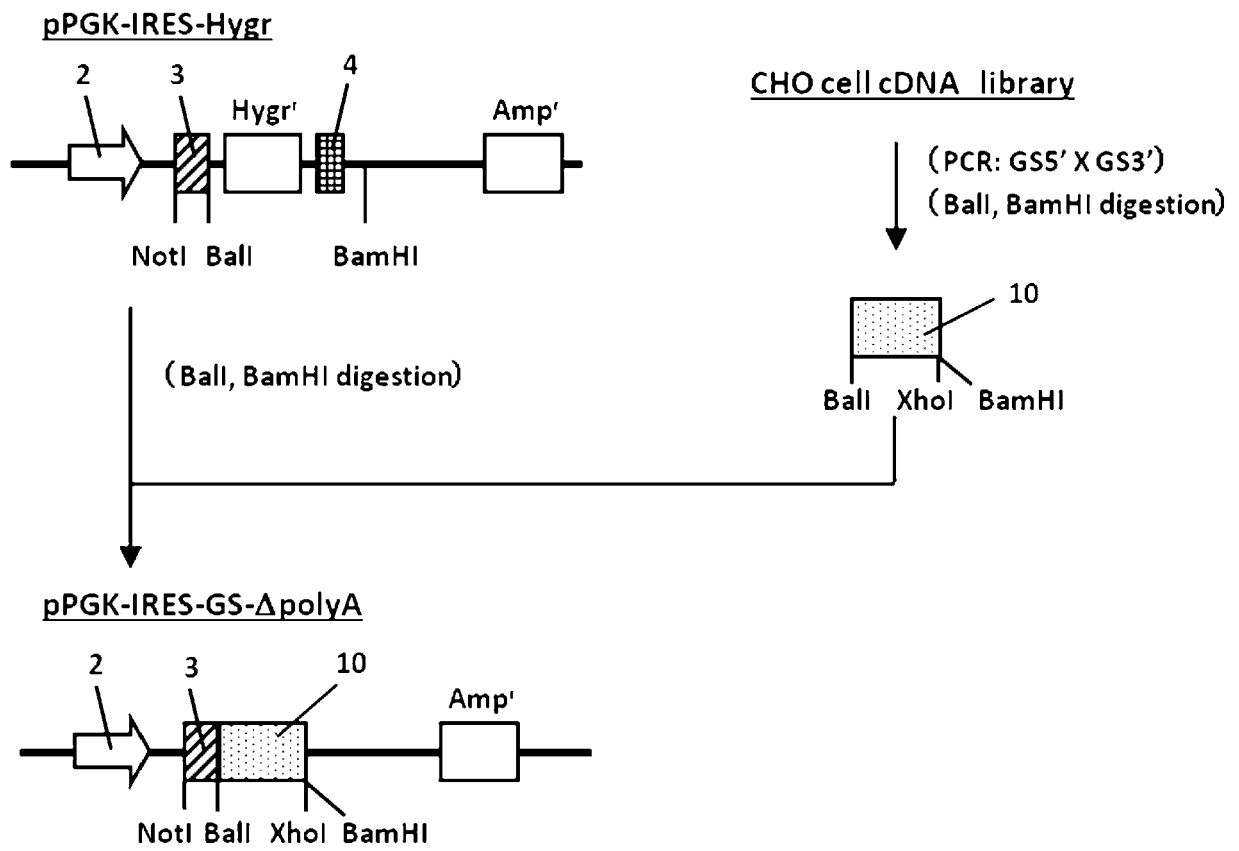 pPGK-IRES-Hygr
2
3
4
Hygrʳ
Ampʳ
NotI BalI BamHI
(BalI, BamHI digestion)
CHO cell cDNA library
(PCR: GS5’ X GS3’)
(BalI, BamHI digestion)
10
BalI XhoI BamHI
pPGK-IRES-GS-ΔpolyA
2
3
10
Ampʳ
NotI BalI XhoI BamHI